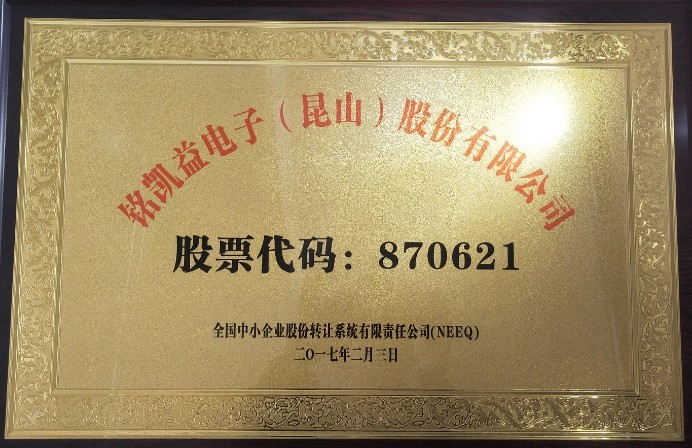 铭凯益电子（昆山）股份有限公司
股票代码：870621
全国中小企业股份转让系统有限责任公司(NEEQ)
二〇一七年二月三日